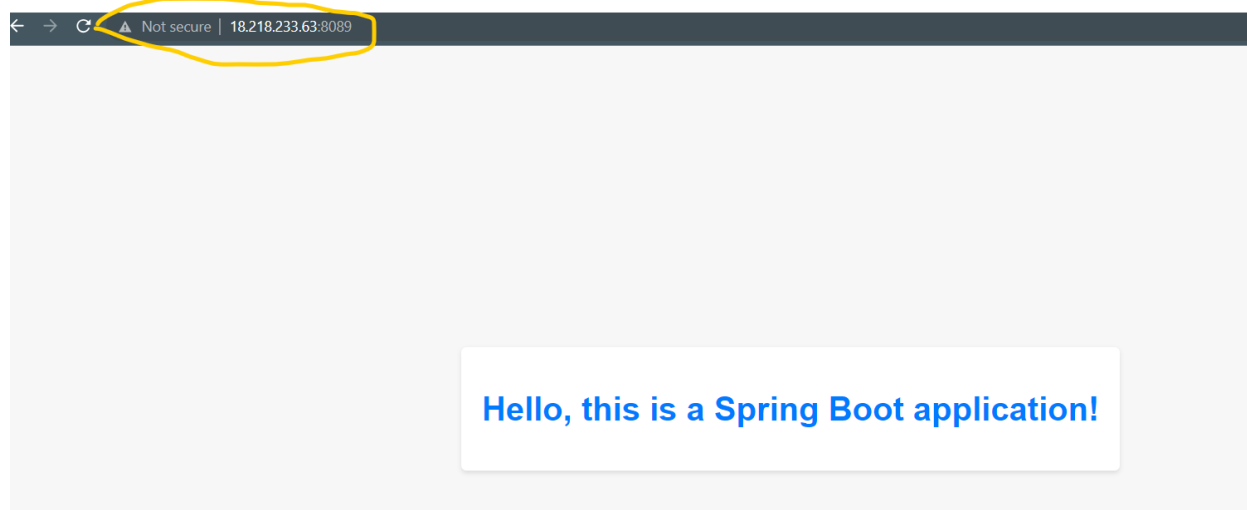 Not secure | 18.218.233.63:8089
Hello, this is a Spring Boot application!